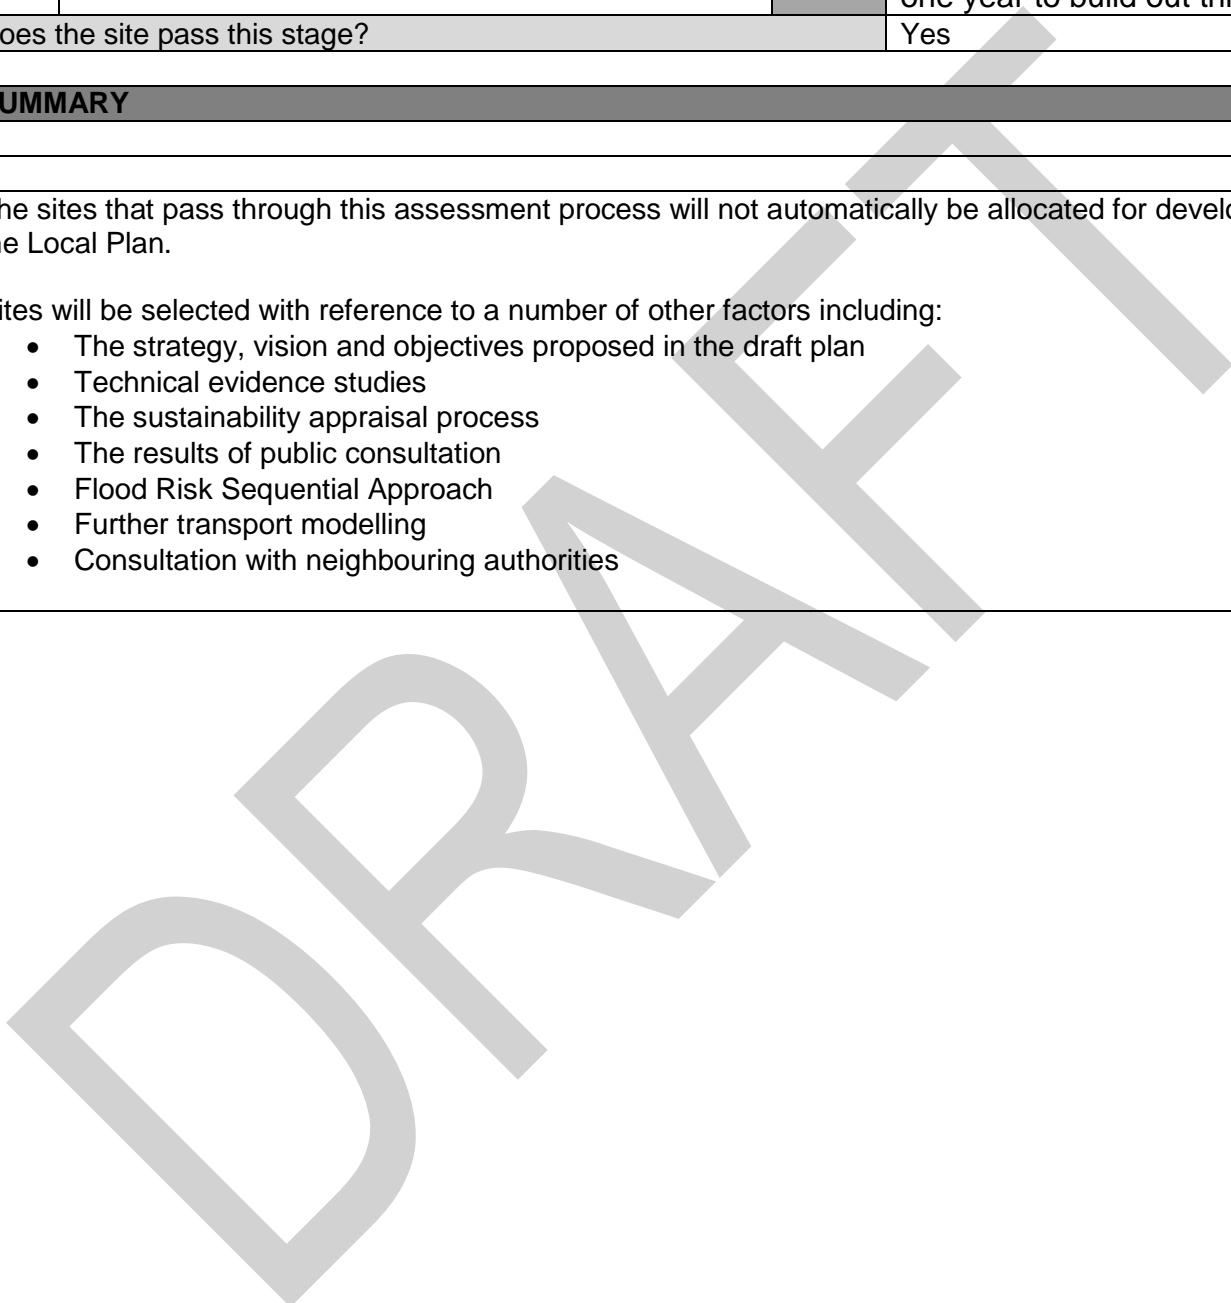 one year to build out thi
oes the site pass this stage? Yes
UMMARY
he sites that pass through this assessment process will not automatically be allocated for develo
he Local Plan.
ites will be selected with reference to a number of other factors including:
• The strategy, vision and objectives proposed in the draft plan
• Technical evidence studies
• The sustainability appraisal process
• The results of public consultation
• Flood Risk Sequential Approach
• Further transport modelling
• Consultation with neighbouring authorities
DRAFT